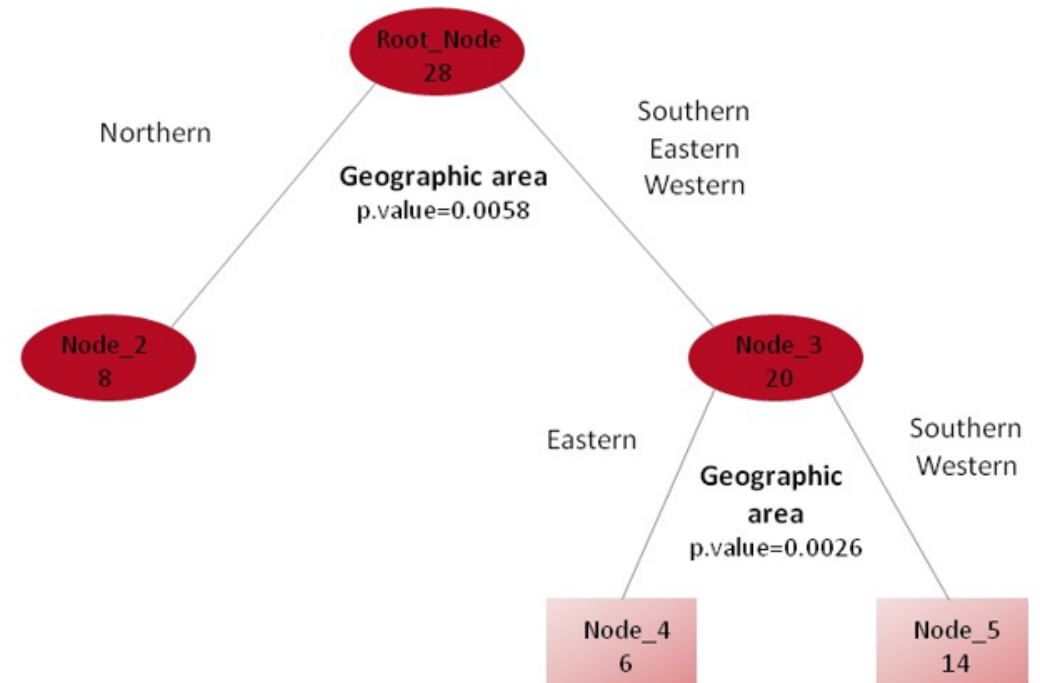 Root_Node
28
Northern
Southern
Eastern
Western
Geographic area
p.value=0.0058
Node_2
8
Node_3
20
Eastern
Southern
Western
Geographic
area
p.value=0.0026
Node_4
6
Node_5
14